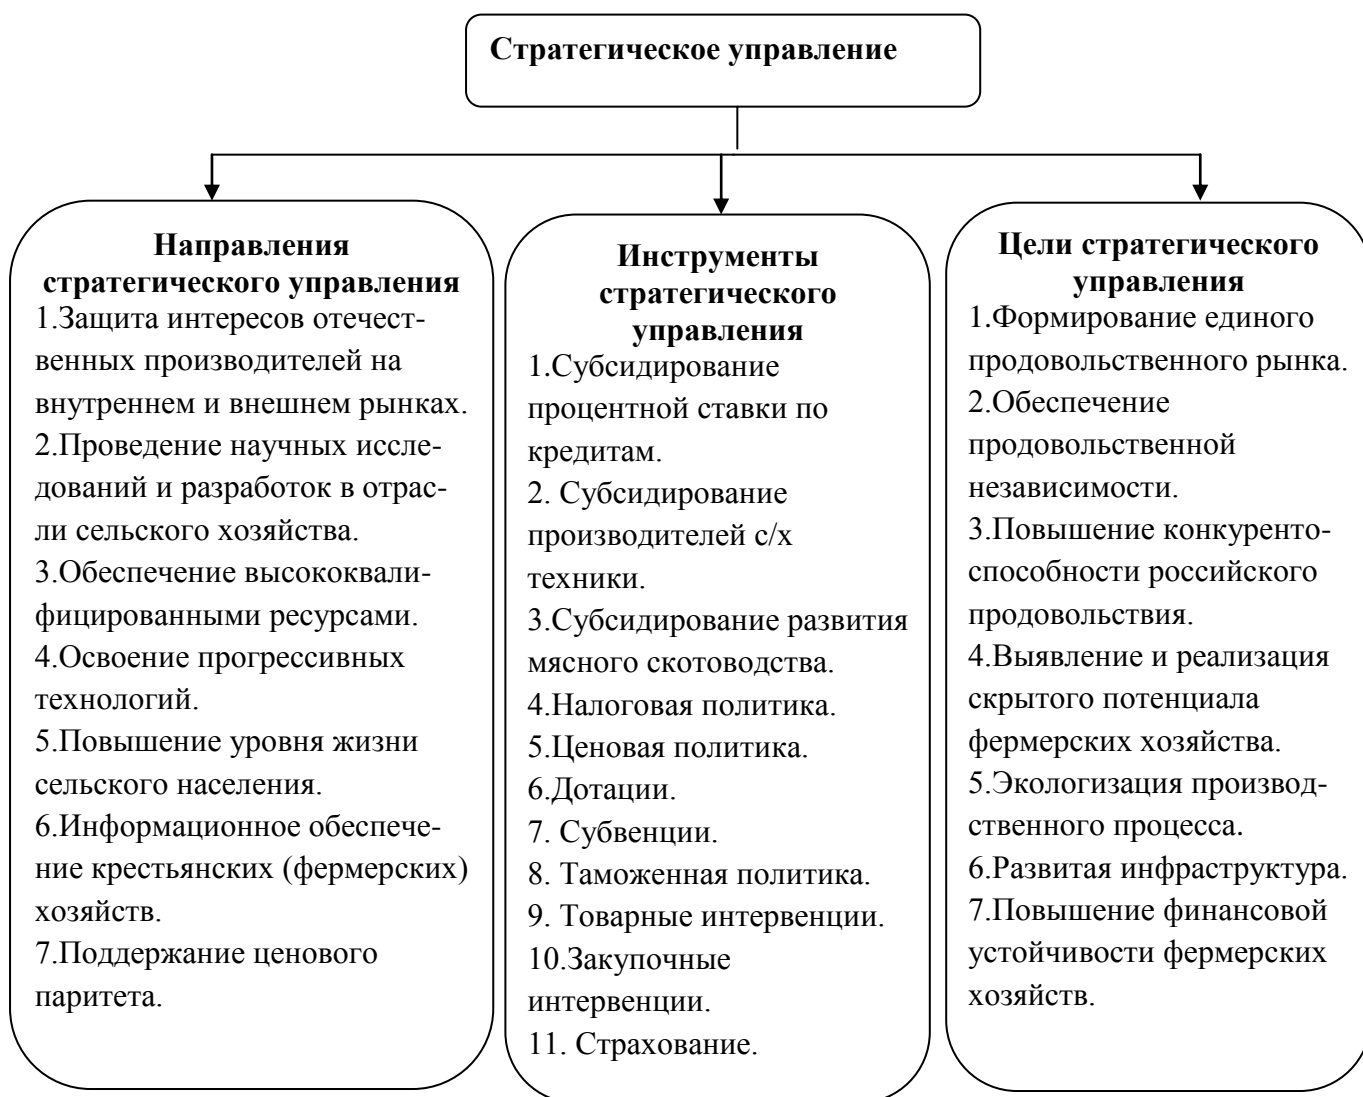 Стратегическое управление
Направления
стратегического управления
1.Защита интересов отечест-
венных производителей на
внутреннем и внешнем рынках.
2.Проведение научных иссле-
дований и разработок в отрас-
ли сельского хозяйства.
3.Обеспечение высококвали-
фицированными ресурсами.
4.Освоение прогрессивных
технологий.
5.Повышение уровня жизни
сельского населения.
6.Информационное обеспече-
ние крестьянских (фермерских)
хозяйств.
7.Поддержание ценового
паритета.
Инструменты
стратегического
управления
1.Субсидирование
процентной ставки по
кредитам.
2. Субсидирование
производителей с/х
техники.
3.Субсидирование развития
мясного скотоводства.
4.Налоговая политика.
5.Ценовая политика.
6.Дотации.
7. Субвенции.
8. Таможенная политика.
9. Товарные интервенции.
10.Закупочные
интервенции.
11. Страхование.
Цели стратегического
управления
1.Формирование единого
продовольственного рынка.
2.Обеспечение
продовольственной
независимости.
3.Повышение конкуренто-
способности российского
продовольствия.
4.Выявление и реализация
скрытого потенциала
фермерских хозяйства.
5.Экологизация производ-
ственного процесса.
6.Развитая инфраструктура.
7.Повышение финансовой
устойчивости фермерских
хозяйств.